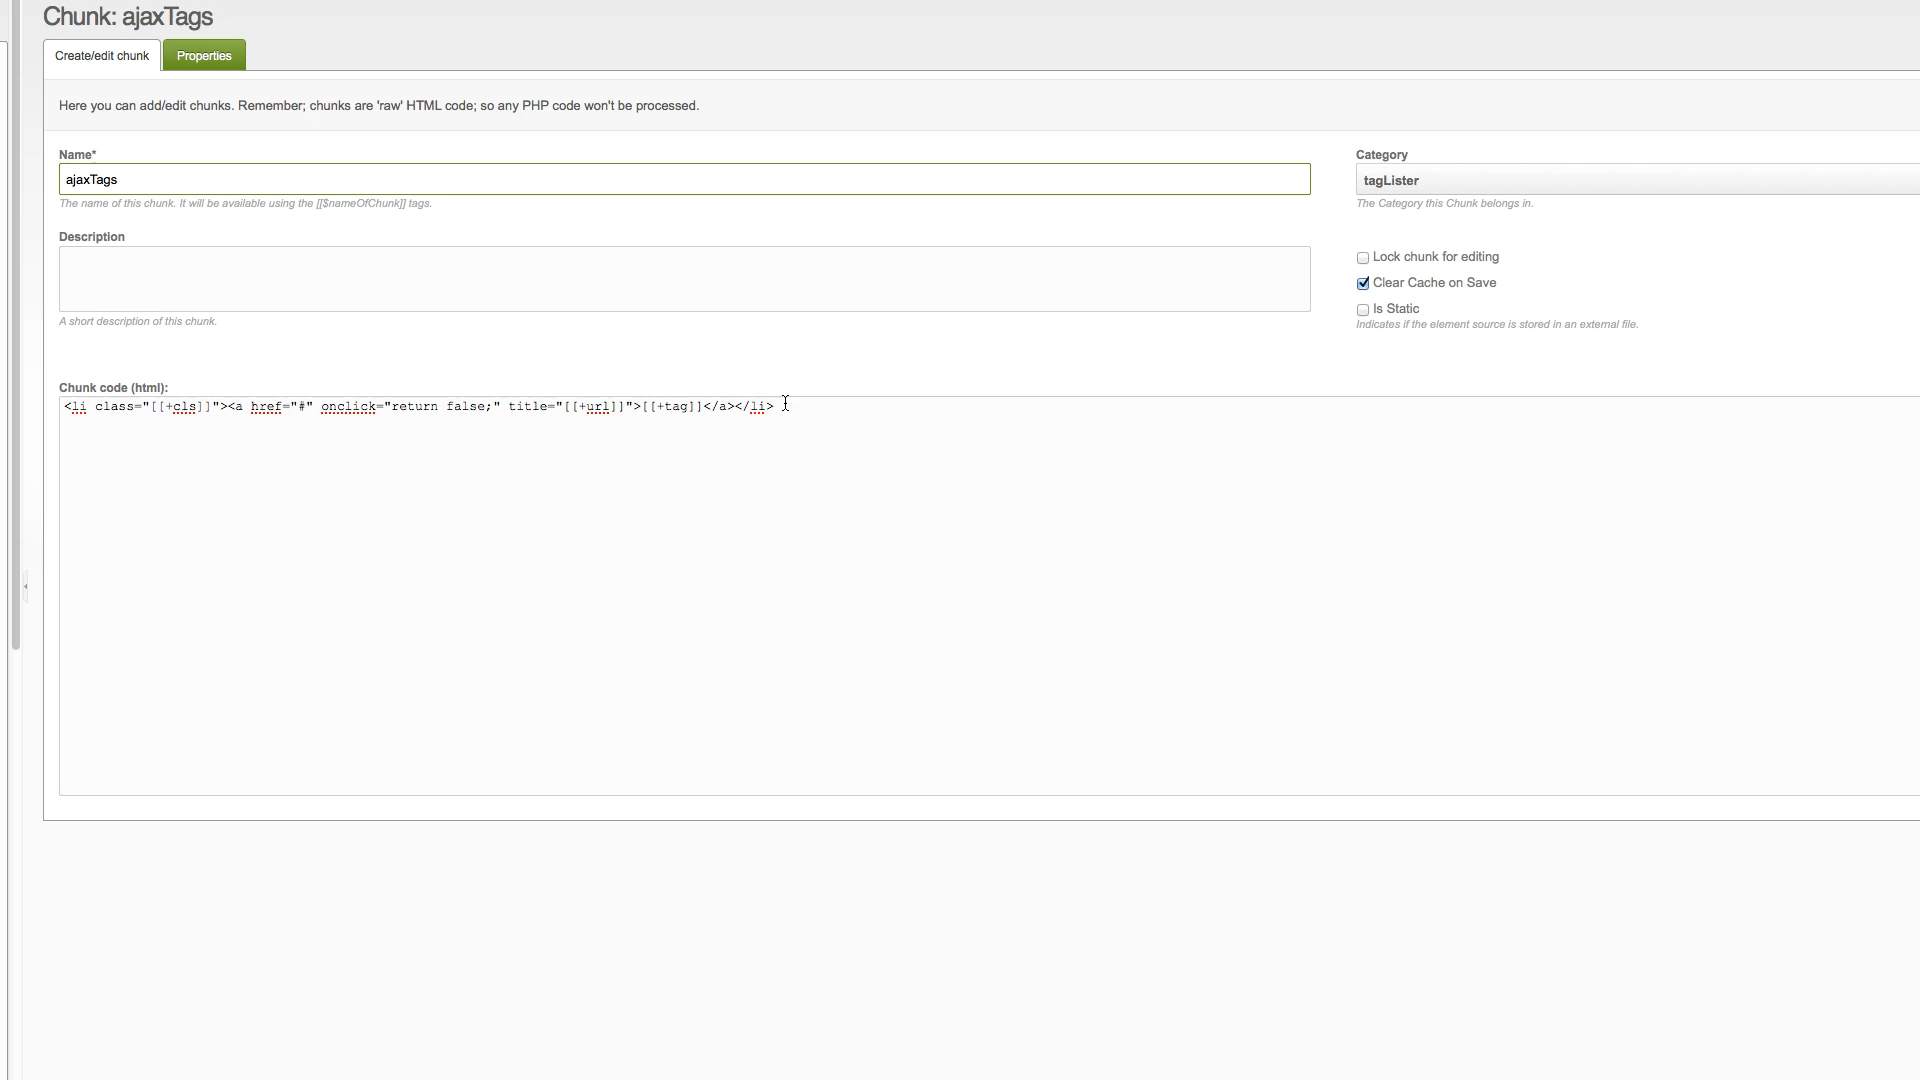 Chunk: ajaxTags
Create/edit chunk
Properties
Here you can add/edit chunks. Remember; chunks are 'raw' HTML code; so any PHP code won't be processed.
Name*
Category
ajaxTags
tagLister
The name of this chunk. It will be available using the [[$nameOfChunk]] tags.
The Category this Chunk belongs in.
Description
Lock chunk for editing
Clear Cache on Save
Is Static
A short description of this chunk.
Indicates if the element source is stored in an external file.
Chunk code (html):
<li class="[[+cls]]"><a href="#" onclick="return false;" title="[[+url]]">[[+tag]]</a></li>